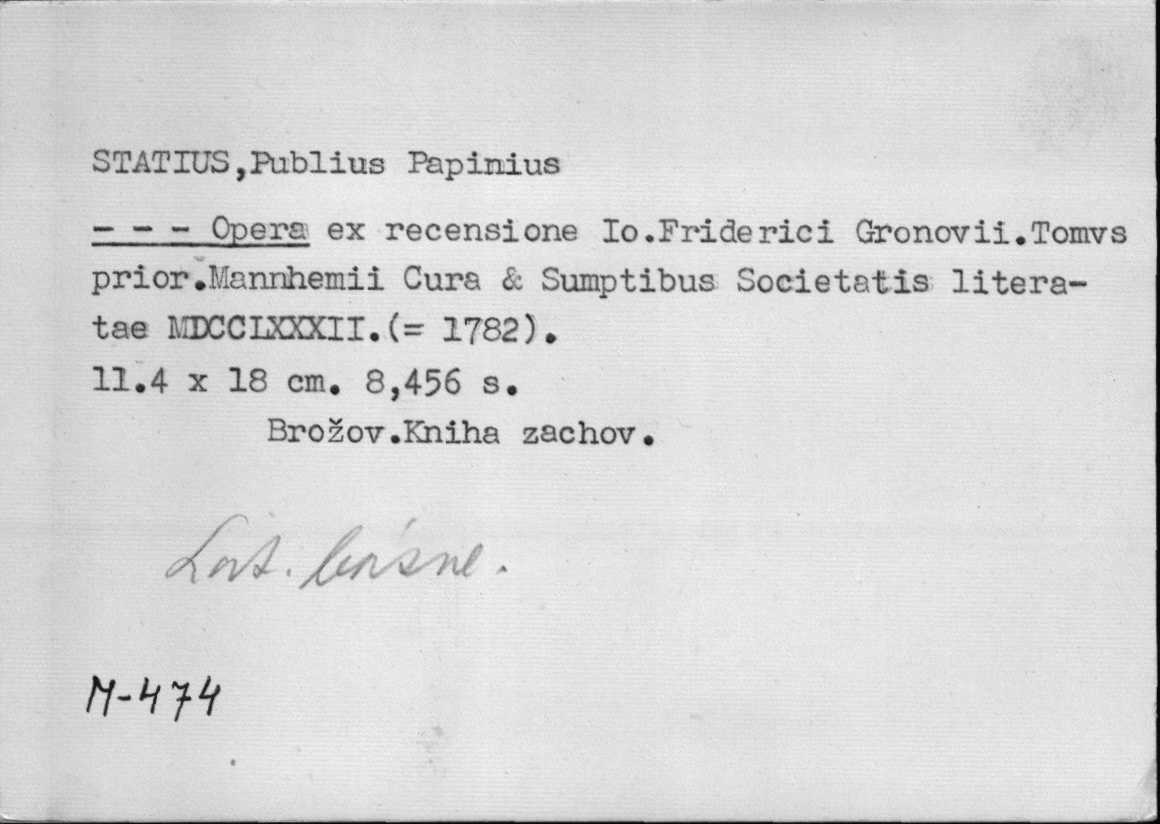 STATIUS,Publius Papinius
- - - Opera ex recensione Io.Friderici Gronovii.Tomvs
prior.Mannhemii Cura & Sumptibus Societatis litera-
tae MDCCLXXXII.(= 1782).
11.4 x 18 cm. 8,456 s.
Brožov.Kniha zachov.
Lat. básne.
M-474